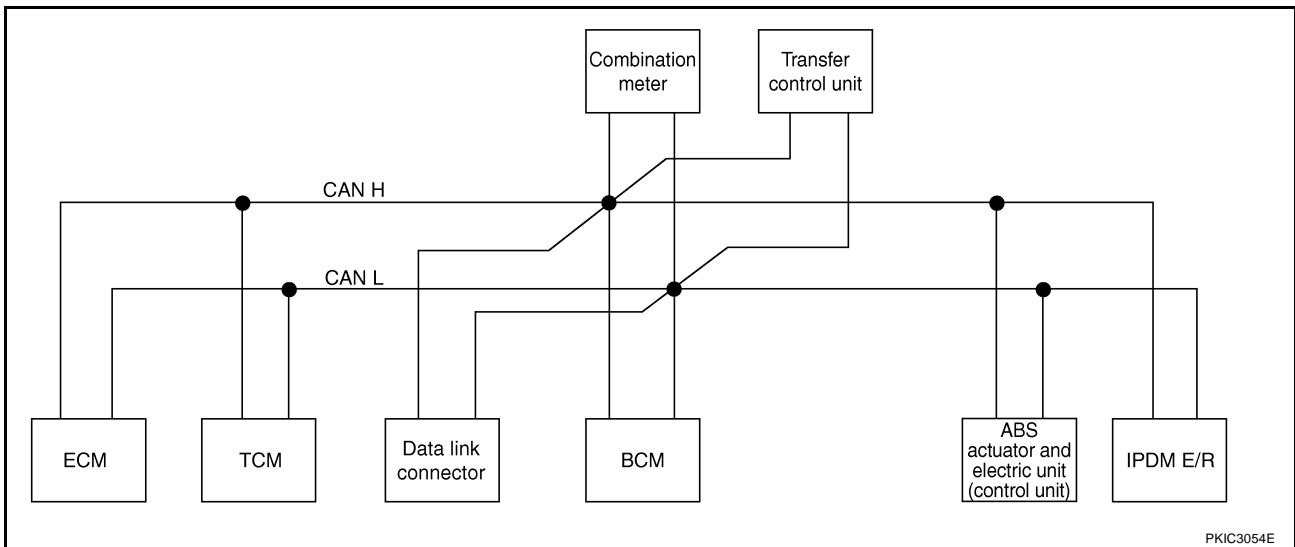 Combination
meter
Transfer
control unit
CAN H
CAN L
ECM
TCM
Data link
connector
BCM
ABS
actuator and
electric unit
(control unit)
IPDM E/R
PKIC3054E